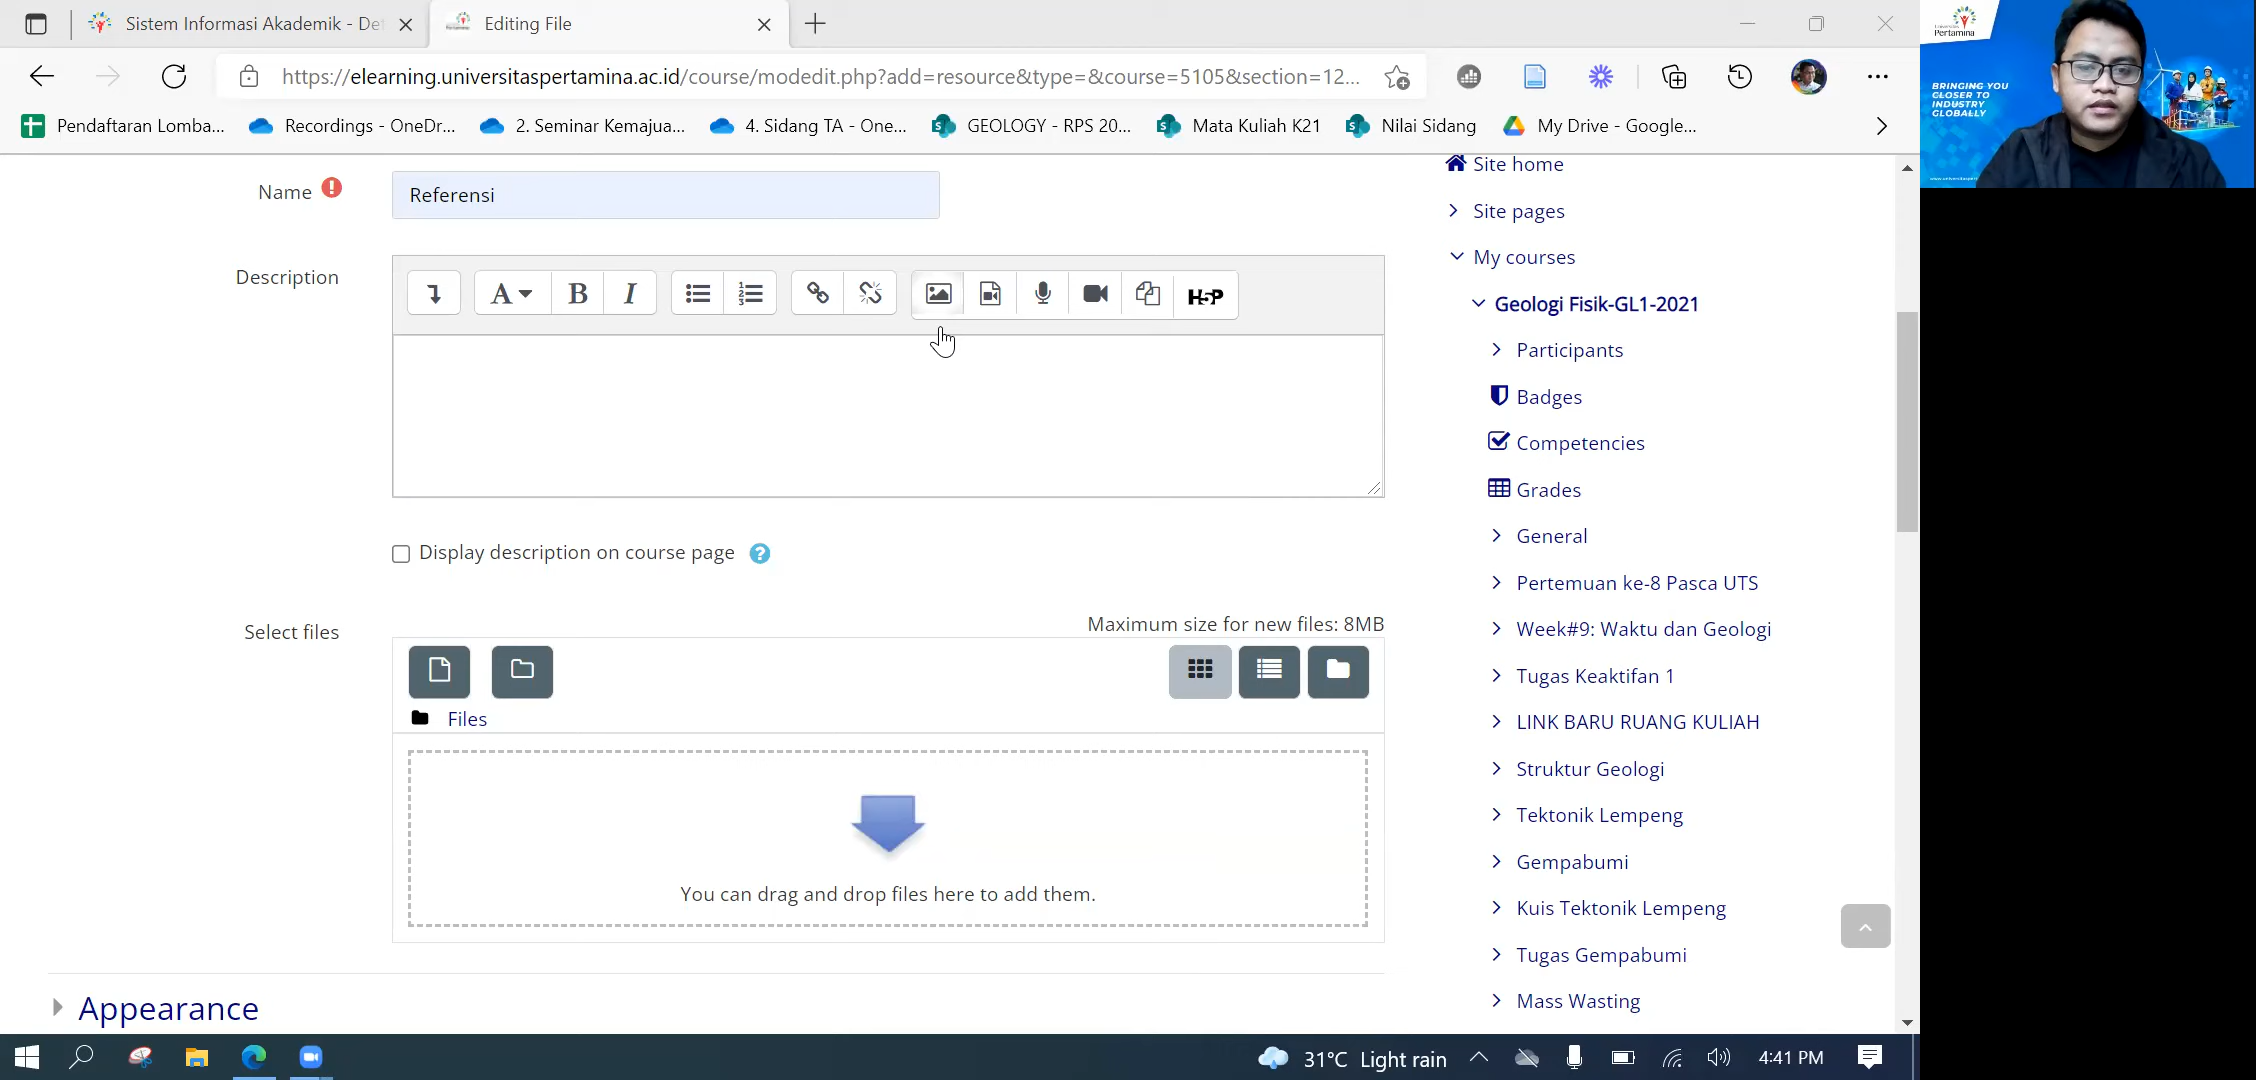 Sistem Informasi Akademik - De
Editing File
https://elearning.universitaspertamina.ac.id/course/modedit.php?add=resource&type=&course=5105&section=12...
Pendaftaran Lomba...
Recordings - OneDr...
2. Seminar Kemajua...
4. Sidang TA - One...
GEOLOGY - RPS 20...
Mata Kuliah K21
Nilai Sidang
My Drive - Google...
Pertamina
BRINGING YOU
CLOSER TO
INDUSTRY
GLOBALLY
Name
Referensi
Description
A
B
I
H5P
Display description on course page
Select files
Maximum size for new files: 8MB
Files
You can drag and drop files here to add them.
Appearance
Site home
Site pages
My courses
Geologi Fisik-GL1-2021
Participants
Badges
Competencies
Grades
General
Pertemuan ke-8 Pasca UTS
Week#9: Waktu dan Geologi
Tugas Keaktifan 1
LINK BARU RUANG KULIAH
Struktur Geologi
Tektonik Lempeng
Gempabumi
Kuis Tektonik Lempeng
Tugas Gempabumi
Mass Wasting
31°C Light rain
4:41 PM